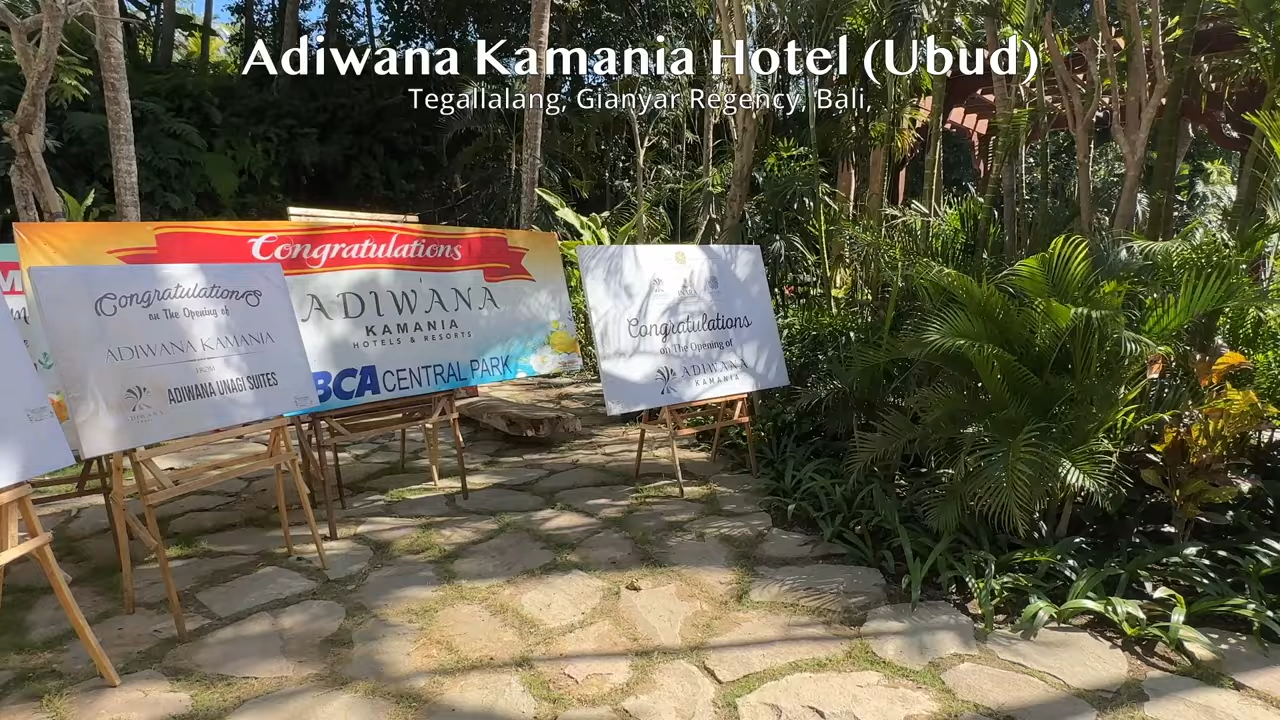 Adiwana Kamania Hotel (Ubud)
Tegallalang, Gianyar Regency, Bali,
Congratulations
ADIWANA
KAMANIA
HOTELS & RESORTS
BCA CENTRAL PARK
Congratulations
on The Opening of
ADIWANA KAMANIA
FROM
ADIWANA UNAGI SUITES
ADIWANA
Congratulations
on The Opening of
ADIWANA
KAMANIA